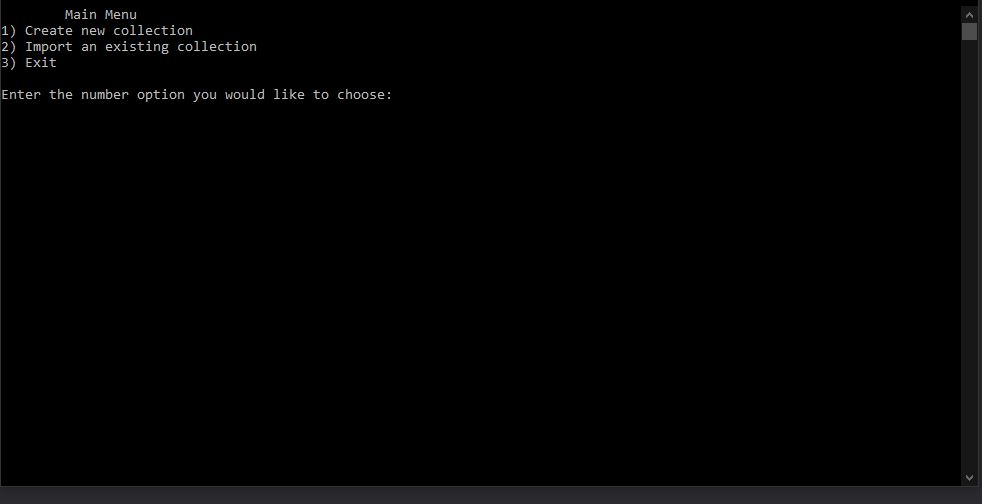 Main Menu
1) Create new collection
2) Import an existing collection
3) Exit
Enter the number option you would like to choose: